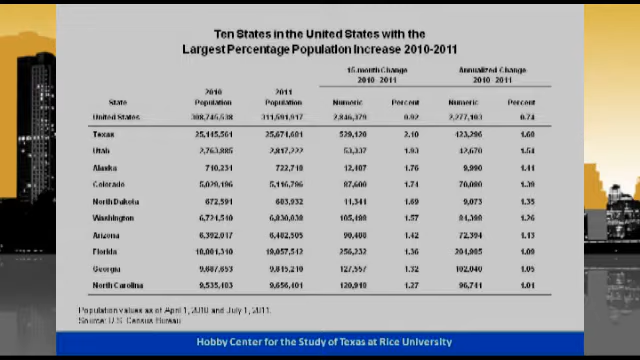 Ten States in the United States with the
Largest Percentage Population Increase 2010-2011
15-month Change Annualized Change
2010 2011 2010-2011 2010-2011
State Population Population Numeric Percent Numeric Percent
United States 308,745,538 311,591,917 2,846,379 0.92 2,277,103 0.74
Texas 25,145,561 25,674,681 529,120 2.10 423,296 1.68
Utah 2,763,885 2,817,222 53,337 1.93 42,670 1.54
Alaska 710,231 722,718 12,487 1.76 9,990 1.41
Colorado 5,029,196 5,116,796 87,600 1.74 70,080 1.39
North Dakota 672,591 683,932 11,341 1.69 9,073 1.35
Washington 6,724,540 6,830,038 105,498 1.57 84,398 1.26
Arizona 6,392,017 6,482,505 90,488 1.42 72,394 1.13
Florida 18,801,310 19,057,542 256,232 1.36 204,985 1.09
Georgia 9,687,653 9,815,210 127,557 1.32 102,040 1.05
North Carolina 9,535,483 9,656,401 120,918 1.27 96,741 1.01
Population values as of April 1, 2010 and July 1, 2011.
Source: U.S. Census Bureau
Hobby Center for the Study of Texas at Rice University